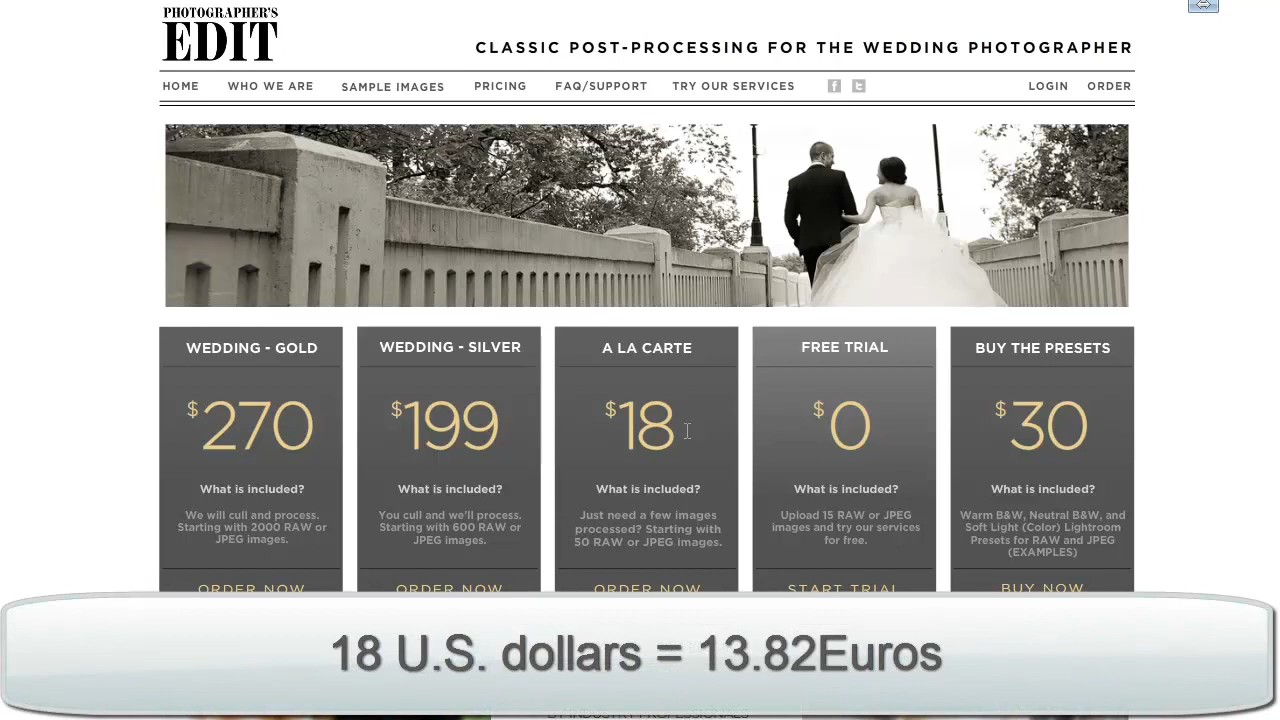 PHOTOGRAPHER'S
EDIT
CLASSIC POST-PROCESSING FOR THE WEDDING PHOTOGRAPHER
HOME WHO WE ARE SAMPLE IMAGES PRICING FAQ/SUPPORT TRY OUR SERVICES f t LOGIN ORDER
WEDDING - GOLD
$270
What is included?
We will cull and process.
Starting with 2000 RAW or
JPEG images.
ORDER NOW
WEDDING - SILVER
$199
What is included?
You cull and we'll process.
Starting with 600 RAW or
JPEG images.
ORDER NOW
A LA CARTE
$18
What is included?
Just need a few images
processed? Starting with
50 RAW or JPEG images.
ORDER NOW
FREE TRIAL
$0
What is included?
Upload 15 RAW or JPEG
images and try our services
for free.
START TRIAL
BUY THE PRESETS
$30
What is included?
Warm B&W, Neutral B&W, and
Soft Light (Color) Lightroom
Presets for RAW and JPEG
(EXAMPLES)
BUY NOW
18 U.S. dollars = 13.82Euros
BY INDUSTRY PROFESSIONALS